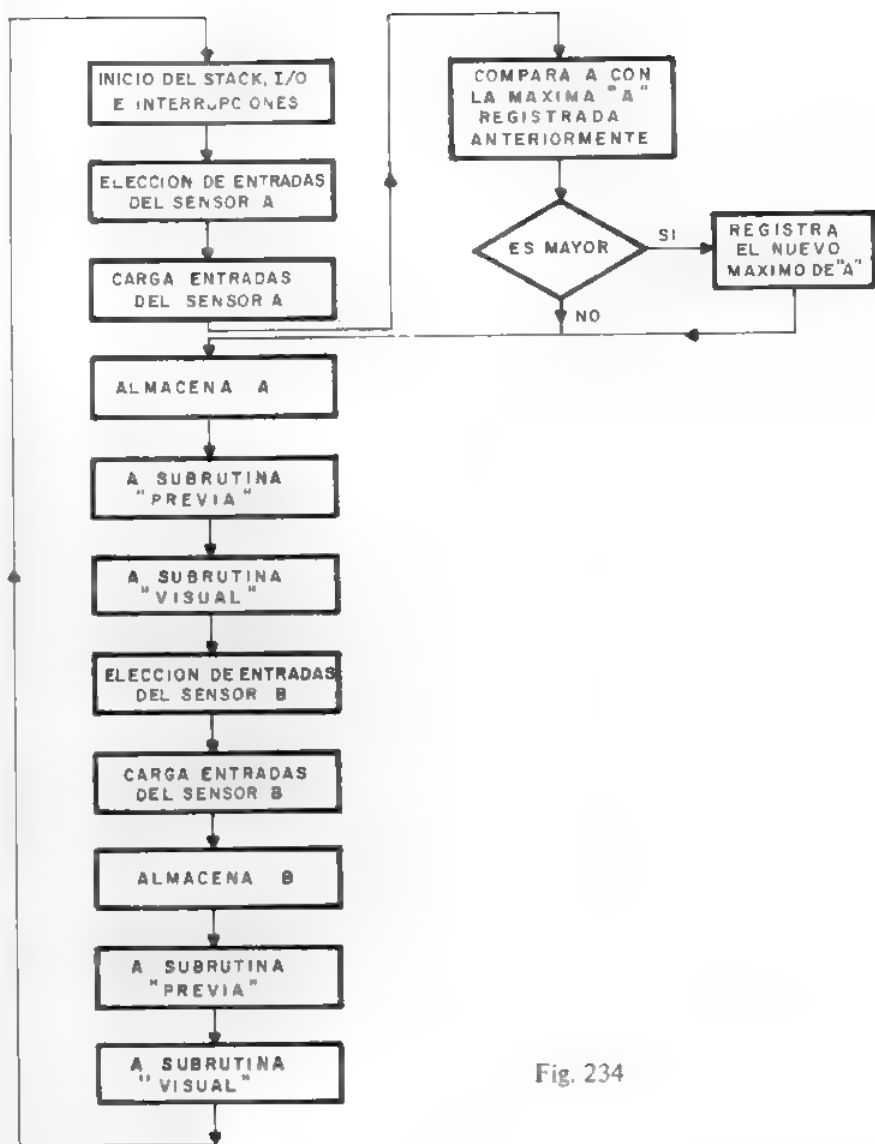 INICIO DEL STACK, I/O
E INTERRUPCIONES
ELECCION DE ENTRADAS
DEL SENSOR A
CARGA ENTRADAS
DEL SENSOR A
COMPARA A CON
LA MAXIMA "A"
REGISTRADA
ANTERIORMENTE
ES MAYOR
SI
REGISTRA
EL NUEVO
MAXIMO DE "A"
NO
ALMACENA A
A SUBRUTINA
"PREVIA"
A SUBRUTINA
"VISUAL"
ELECCION DE ENTRADAS
DEL SENSOR B
CARGA ENTRADAS
DEL SENSOR B
ALMACENA B
A SUBRUTINA
"PREVIA"
A SUBRUTINA
"VISUAL"
Fig. 234